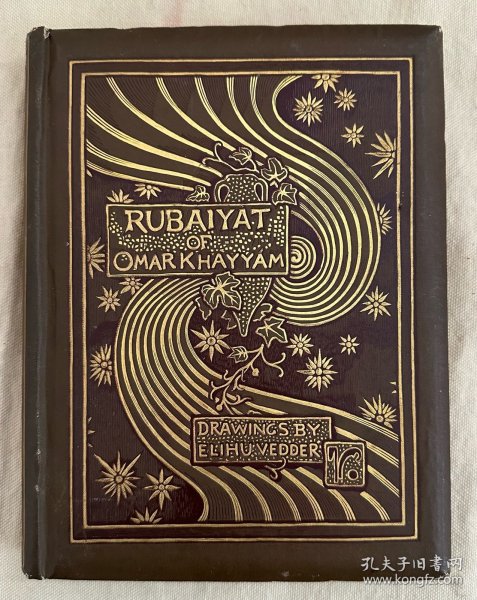 RUBAIYAT
OF
OMAR KHAYYAM
DRAWINGS BY
ELIHU VEDDER
V
孔夫子旧书网
www.kongfz.com